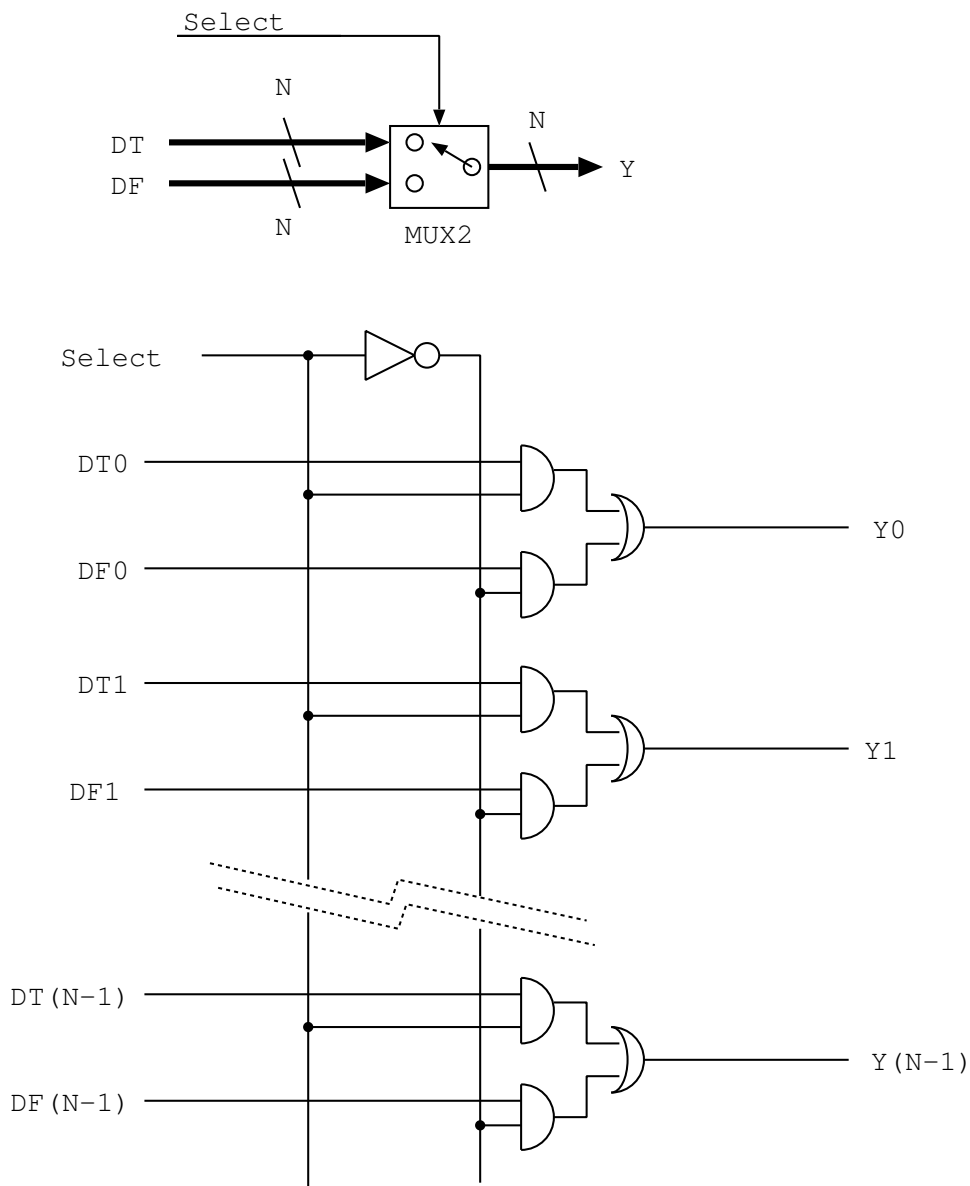 Select
N
DT
N
Y
DF
N
MUX2
Select
DT0
Y0
DF0
DT1
Y1
DF1
DT(N-1)
Y(N-1)
DF(N-1)